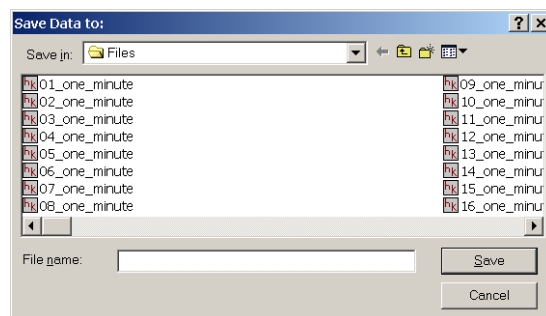 Save Data to:
Save in: Files
01_one_minute
02_one_minute
03_one_minute
04_one_minute
05_one_minute
06_one_minute
07_one_minute
08_one_minute
09_one_minu
10_one_minu
11_one_minu
12_one_minu
13_one_minu
14_one_minu
15_one_minu
16_one_minu
File name:
Save
Cancel